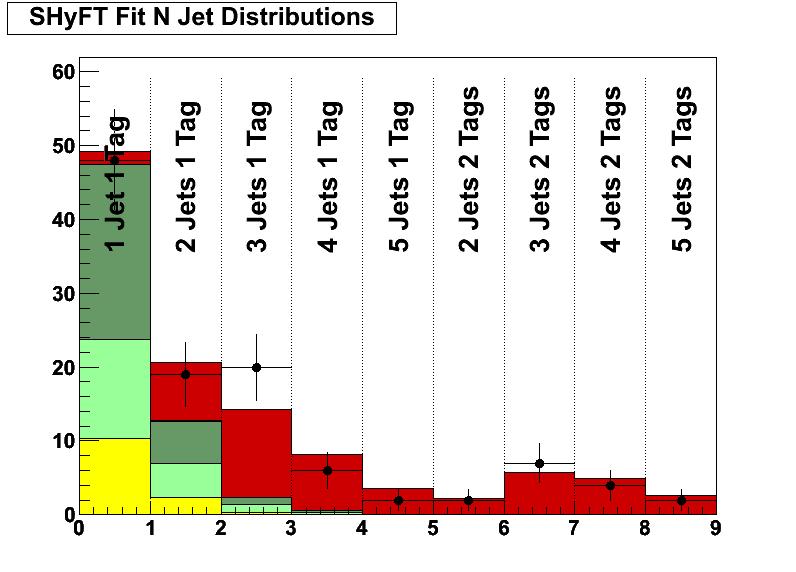 SHyFT Fit N Jet Distributions
60
50
40
30
20
10
0
1 Jet 1 Tag
2 Jets 1 Tag
3 Jets 1 Tag
4 Jets 1 Tag
5 Jets 1 Tag
2 Jets 2 Tags
3 Jets 2 Tags
4 Jets 2 Tags
5 Jets 2 Tags
0 1 2 3 4 5 6 7 8 9